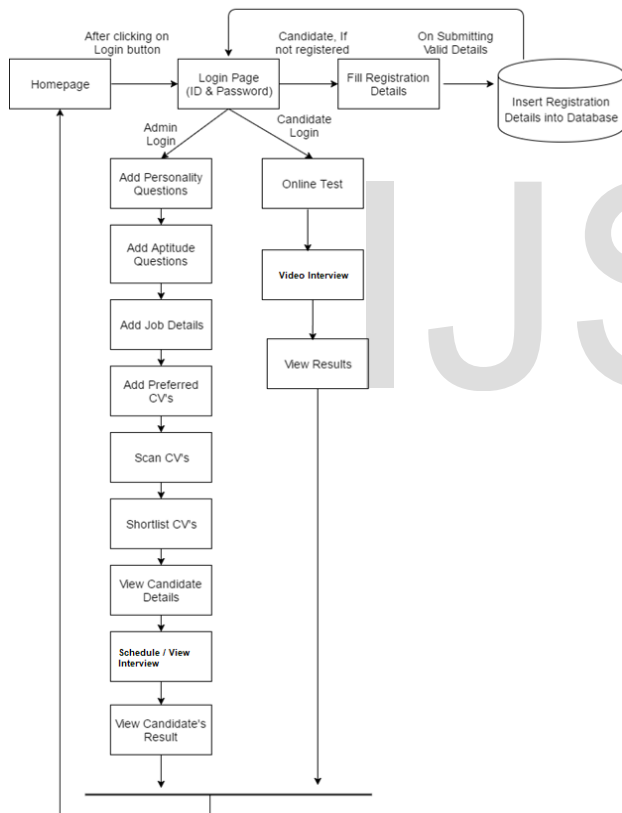 After clicking on
Login button
Candidate, If
not registered
On Submitting
Valid Details
Homepage
Login Page
(ID & Password)
Fill Registration
Details
Insert Registration
Details into Database
Admin
Login
Candidate
Login
Add Personality
Questions
Online Test
Add Aptitude
Questions
Video Interview
Add Job Details
View Results
Add Preferred
CV's
Scan CV's
Shortlist CV's
View Candidate
Details
Schedule / View
Interview
View Candidate's
Result
IJS